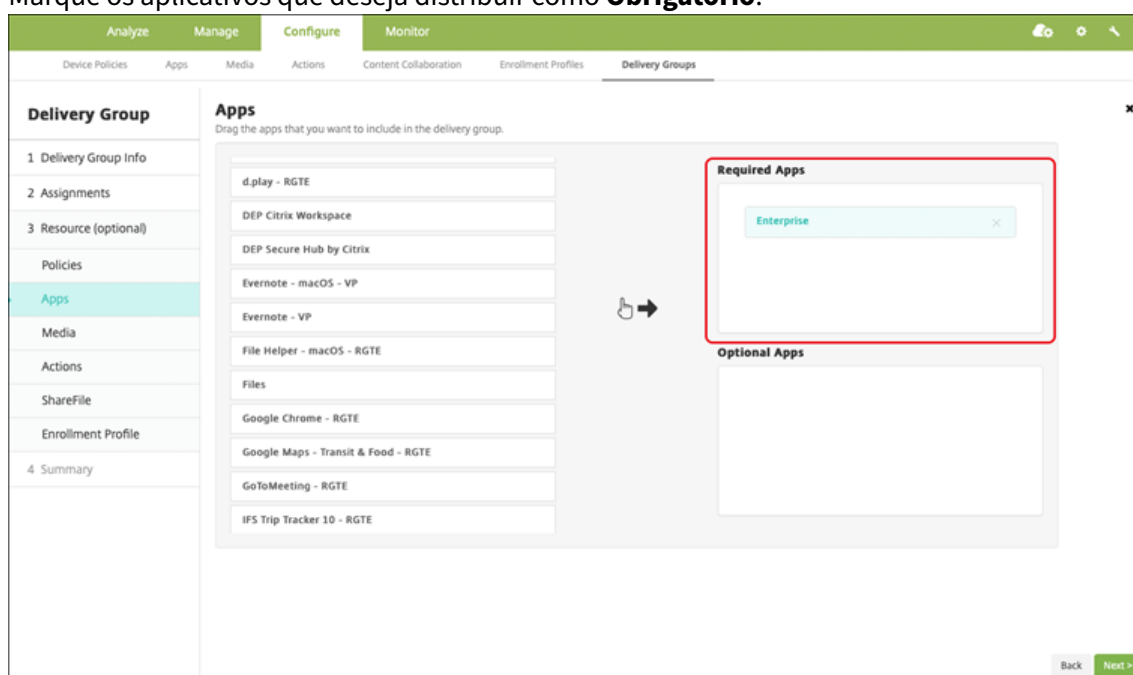 Marque os aplicativos que deseja distribuir como Obrigatório.
Analyze Manage Configure Monitor
Device Policies Apps Media Actions Content Collaboration Enrollment Profiles Delivery Groups
Delivery Group
1 Delivery Group Info
2 Assignments
3 Resource (optional)
Policies
Apps
Media
Actions
ShareFile
Enrollment Profile
4 Summary
Apps
Drag the apps that you want to include in the delivery group.
d.play - RGTE
DEP Citrix Workspace
DEP Secure Hub by Citrix
Evernote - macOS - VP
Evernote - VP
File Helper - macOS - RGTE
Files
Google Chrome - RGTE
Google Maps - Transit & Food - RGTE
GoToMeeting - RGTE
IFS Trip Tracker 10 - RGTE
Required Apps
Enterprise
Optional Apps
Back Next >